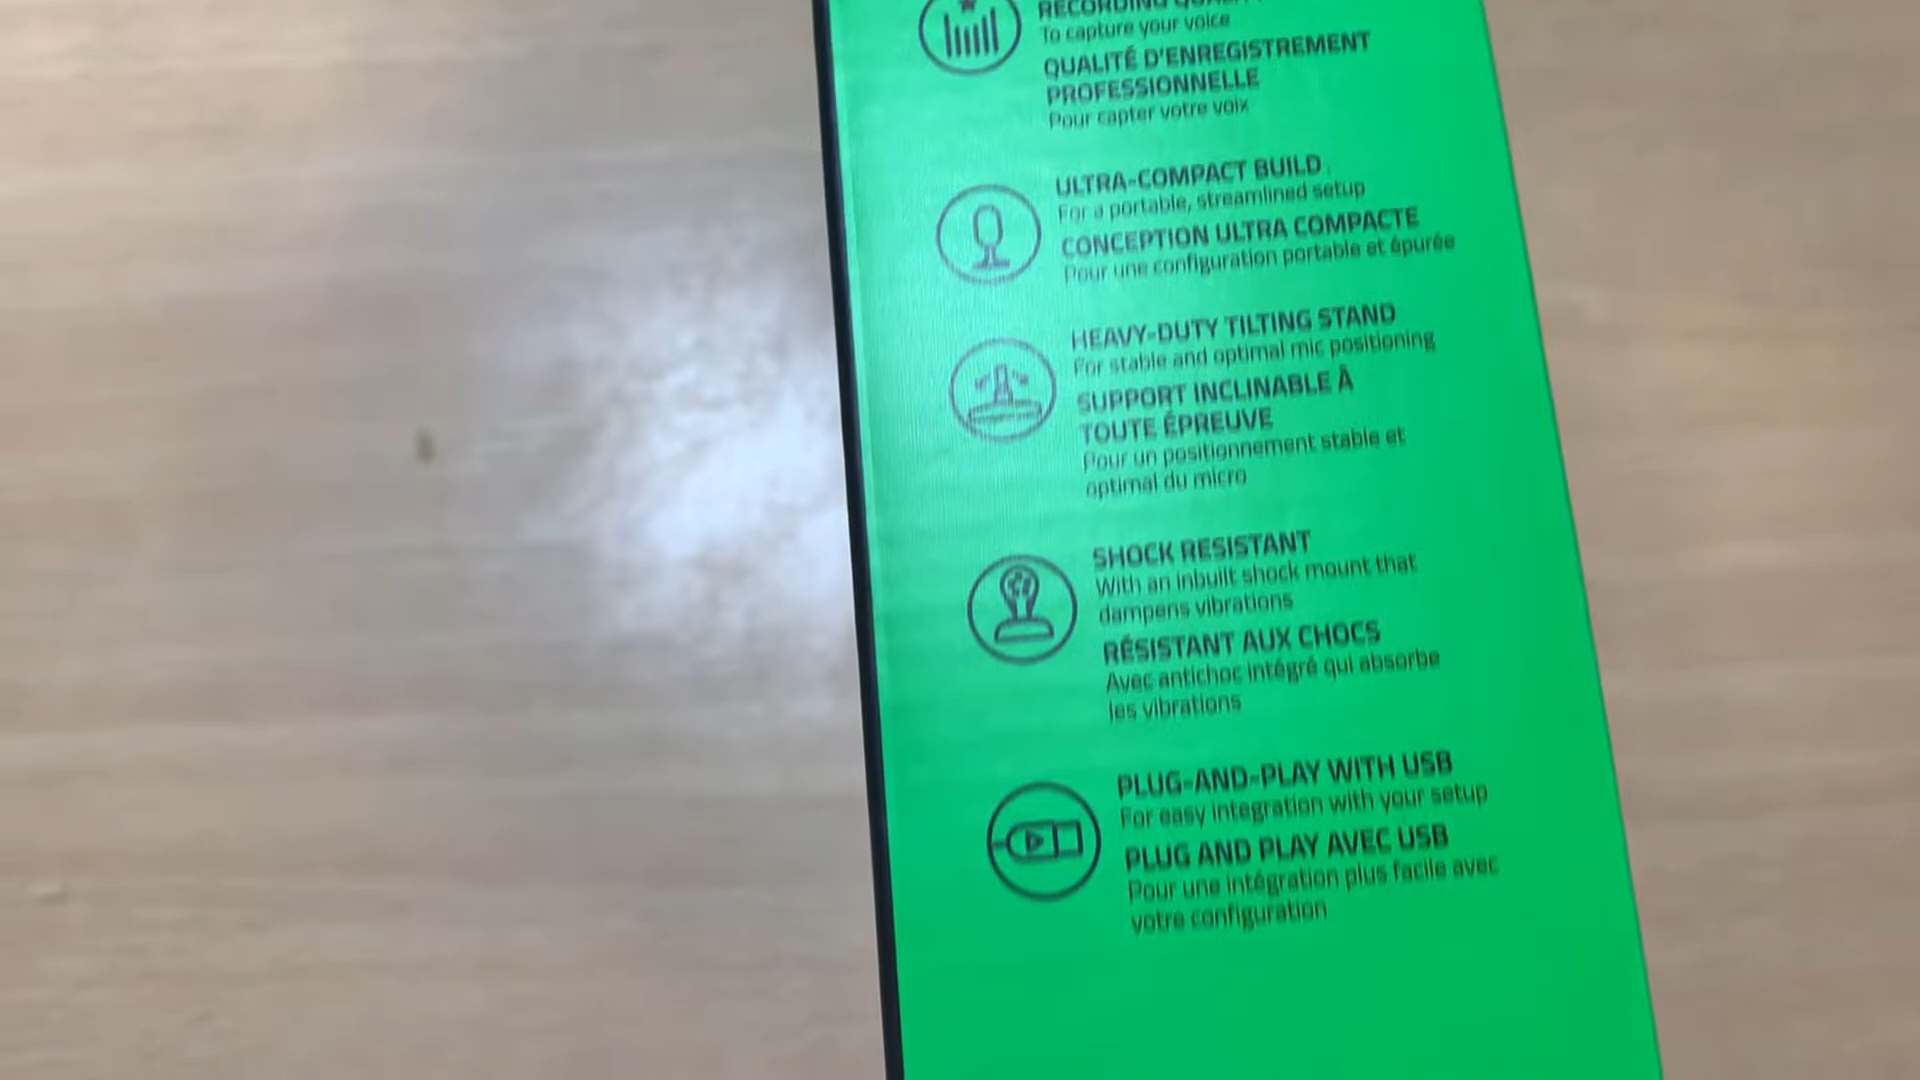 RECORDING
To capture your voice
QUALITÉ D'ENREGISTREMENT
PROFESSIONNELLE
Pour capter votre voix
ULTRA-COMPACT BUILD
For a portable, streamlined setup
CONCEPTION ULTRA COMPACTE
Pour une configuration portable et épurée
HEAVY-DUTY TILTING STAND
For stable and optimal mic positioning
SUPPORT INCLINABLE À
TOUTE ÉPREUVE
Pour un positionnement stable et
optimal du micro
SHOCK RESISTANT
With an inbuilt shock mount that
dampens vibrations
RÉSISTANT AUX CHOCS
Avec antichoc intégré qui absorbe
les vibrations
PLUG-AND-PLAY WITH USB
For easy integration with your setup
PLUG AND PLAY AVEC USB
Pour une intégration plus facile avec
votre configuration